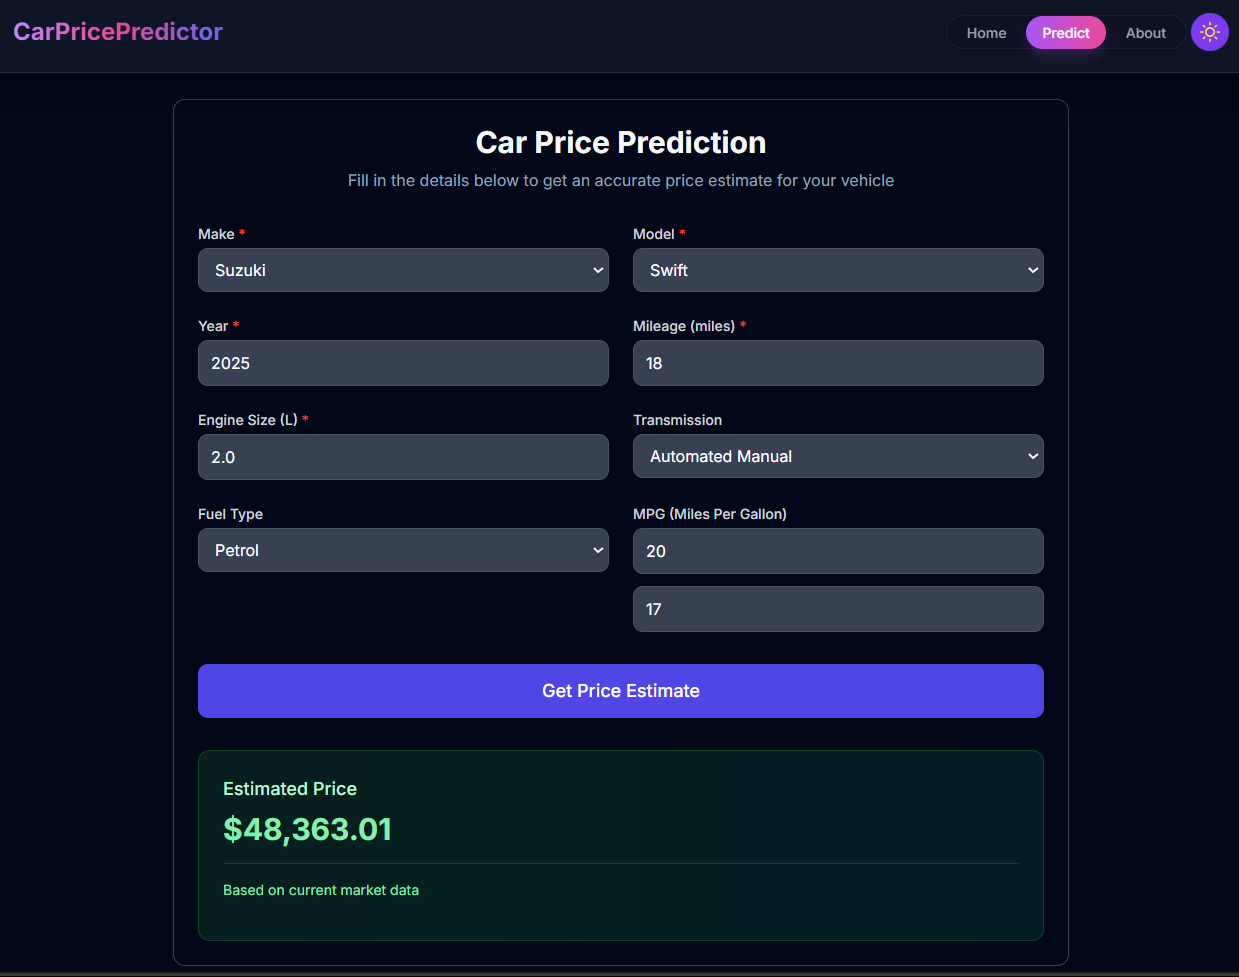 CarPricePredictor
Home
Predict
About
Car Price Prediction
Fill in the details below to get an accurate price estimate for your vehicle
Make *
Model *
Suzuki
Swift
Year *
Mileage (miles) *
2025
18
Engine Size (L) *
Transmission
2.0
Automated Manual
Fuel Type
MPG (Miles Per Gallon)
Petrol
20
17
Get Price Estimate
Estimated Price
$48,363.01
Based on current market data